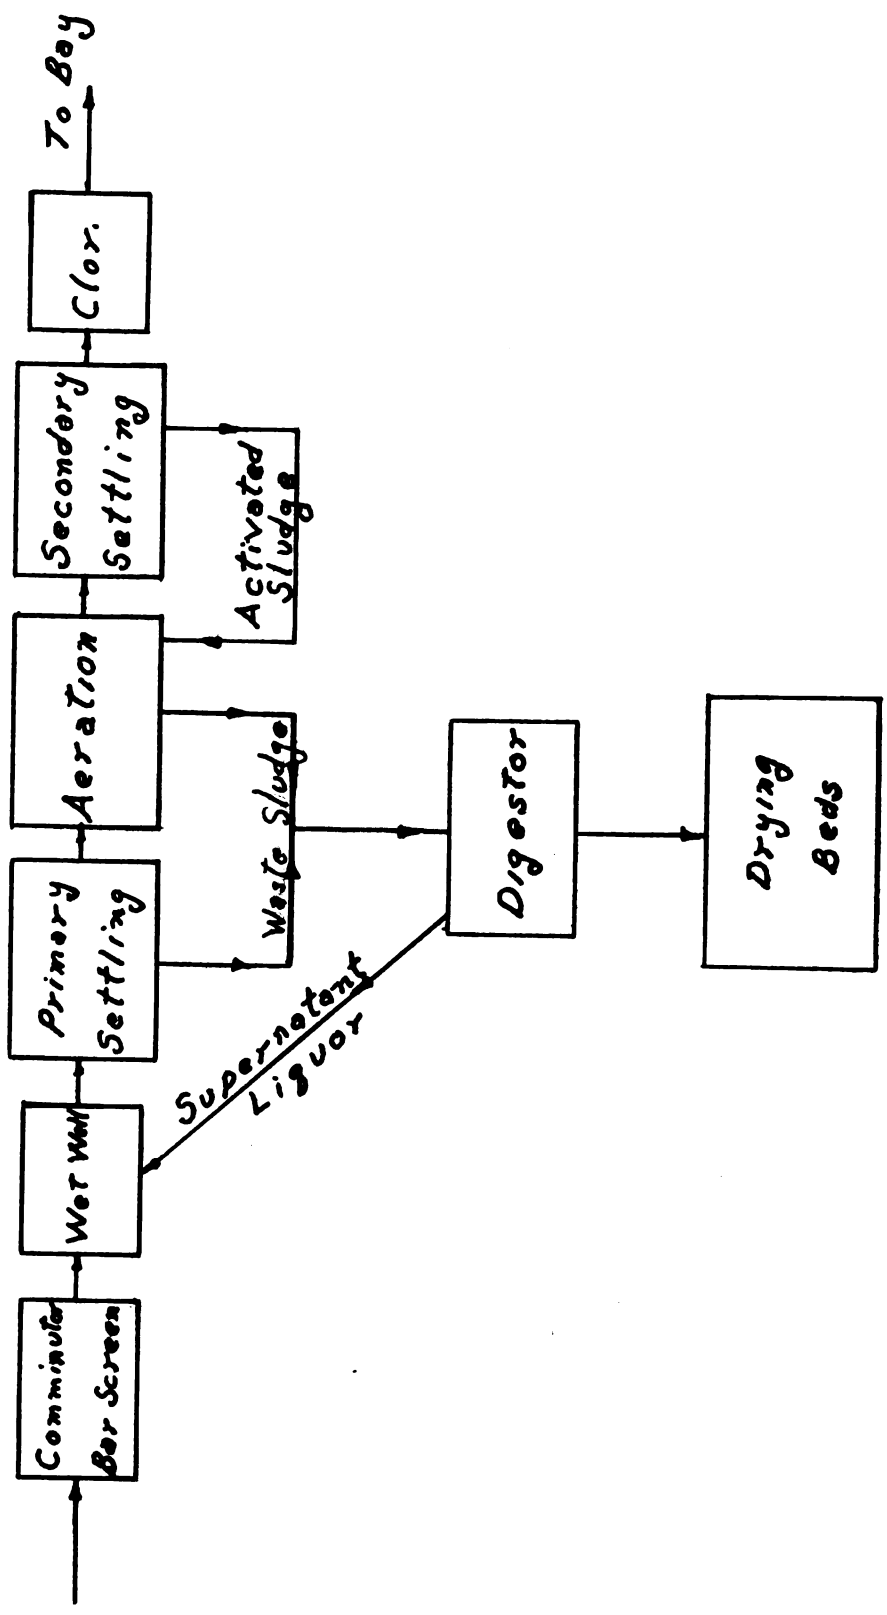 Comminutor
Bar Screen
Wet Well
Primary
Settling
Aeration
Secondary
Settling
Clor.
To Bay
Waste Sludge
Activated
Sludge
Supernatant
Liquor
Digestor
Drying
Beds